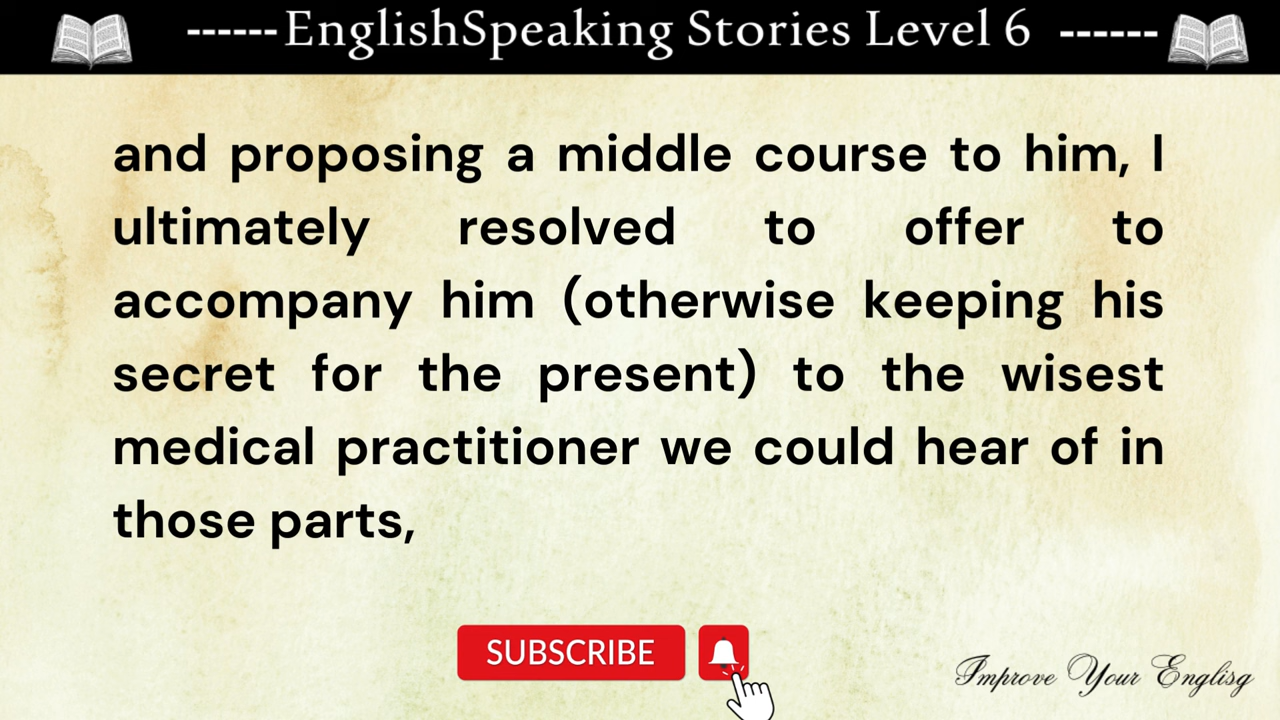 ------EnglishSpeaking Stories Level 6 ------
and proposing a middle course to him, I
ultimately resolved to offer to
accompany him (otherwise keeping his
secret for the present) to the wisest
medical practitioner we could hear of in
those parts,
SUBSCRIBE
Improve Your Englisg